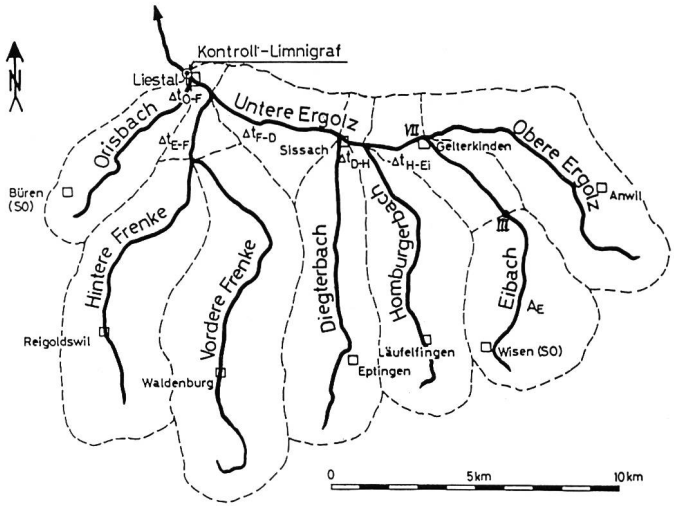 Kontroll-Limnigraf
Liestal
Δt O-F
Orisbach
Untere Ergolz
VII
Obere Ergolz
Δt E-F
Δt F-D
Sissach
Δt D-H
Δt H-Ei
Gelterkinden
Büren
(SO)
Anwil
N
III
Hintere Frenke
Vordere Frenke
Diegterbach
Homburgerbach
Eibach
AE
Reigoldswil
Läufelfingen
Wisen (SO)
Waldenburg
Eptingen
0
5km
10km